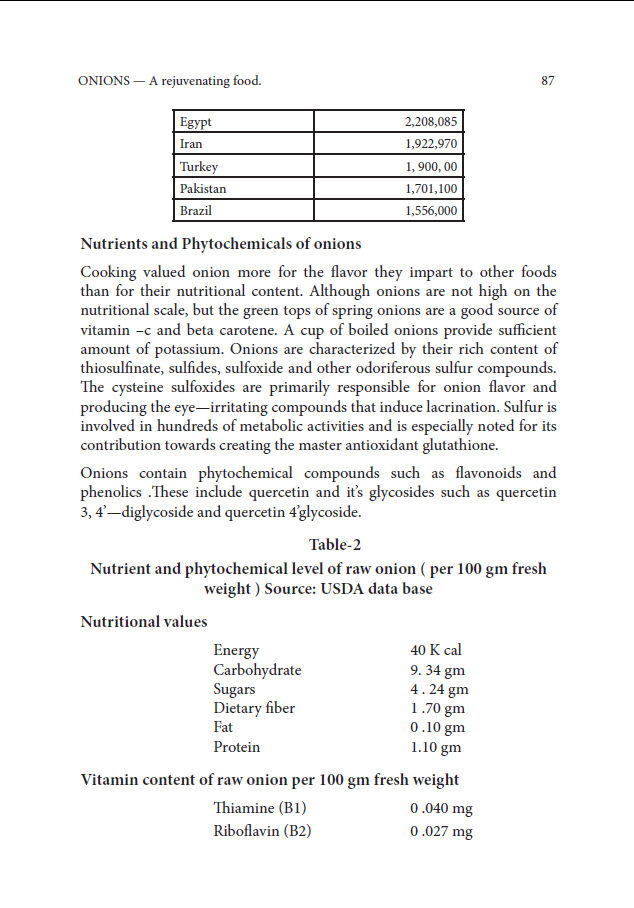 ONIONS — A rejuvenating food. 87
Egypt 2,208,085
Iran 1,922,970
Turkey 1, 900, 00
Pakistan 1,701,100
Brazil 1,556,000
Nutrients and Phytochemicals of onions
Cooking valued onion more for the flavor they impart to other foods
than for their nutritional content. Although onions are not high on the
nutritional scale, but the green tops of spring onions are a good source of
vitamin –c and beta carotene. A cup of boiled onions provide sufficient
amount of potassium. Onions are characterized by their rich content of
thiosulfinate, sulfides, sulfoxide and other odoriferous sulfur compounds.
The cysteine sulfoxides are primarily responsible for onion flavor and
producing the eye—irritating compounds that induce lacrination. Sulfur is
involved in hundreds of metabolic activities and is especially noted for its
contribution towards creating the master antioxidant glutathione.
Onions contain phytochemical compounds such as flavonoids and
phenolics .These include quercetin and it's glycosides such as quercetin
3, 4'—diglycoside and quercetin 4'glycoside.
Table-2
Nutrient and phytochemical level of raw onion ( per 100 gm fresh
weight ) Source: USDA data base
Nutritional values
Energy 40 K cal
Carbohydrate 9. 34 gm
Sugars 4 . 24 gm
Dietary fiber 1 .70 gm
Fat 0 .10 gm
Protein 1.10 gm
Vitamin content of raw onion per 100 gm fresh weight
Thiamine (B1) 0 .040 mg
Riboflavin (B2) 0 .027 mg